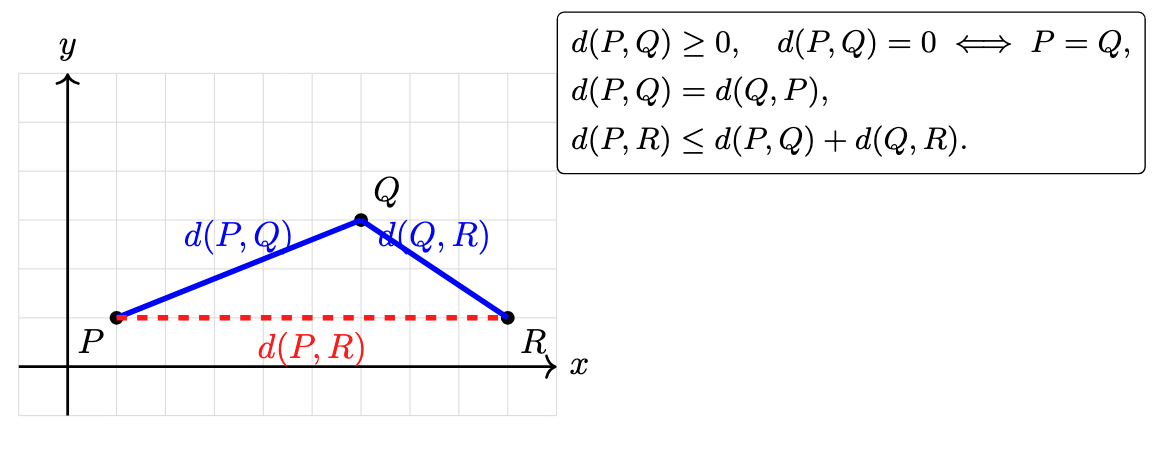 y
d(P, Q) ≥ 0,   d(P, Q) = 0 ⟺ P = Q,
d(P, Q) = d(Q, P),
d(P, R) ≤ d(P, Q) + d(Q, R).
Q
d(P, Q)
d(Q, R)
P
d(P, R)
R
x